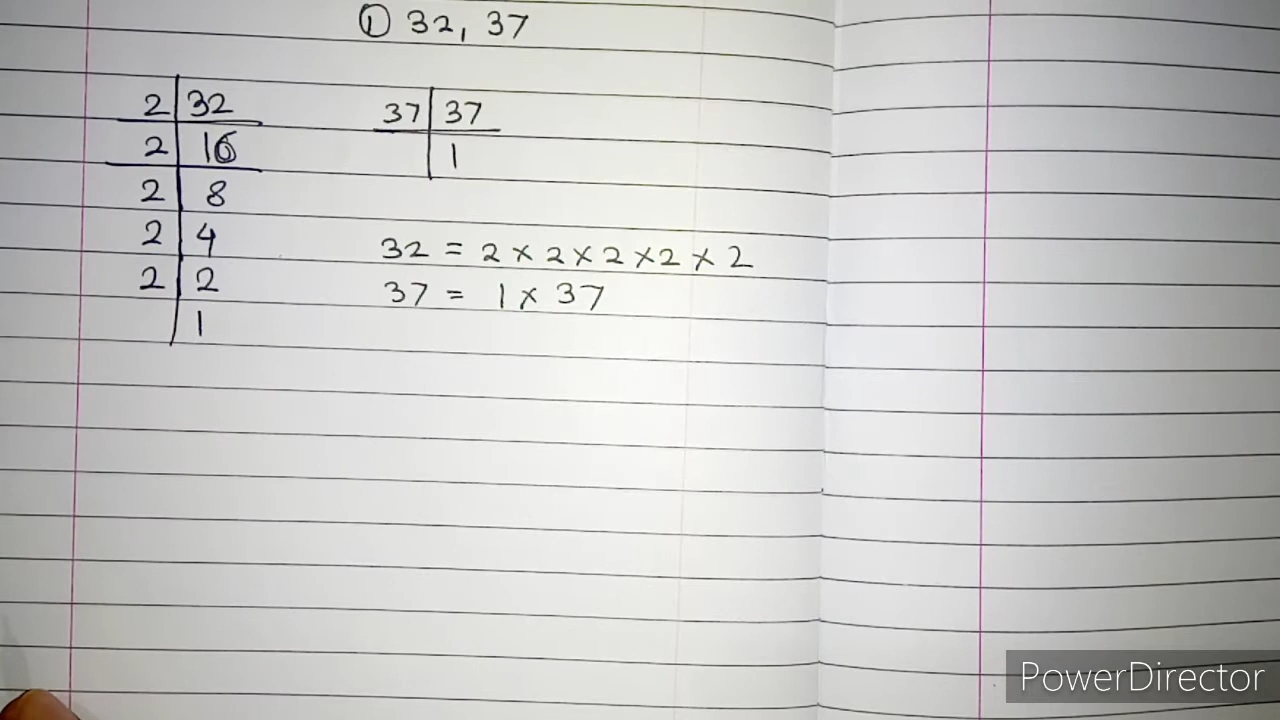 ① 32, 37
2 | 32
2 | 16
2 | 8
2 | 4
2 | 2
| 1
37 | 37
| 1
32 = 2 × 2 × 2 × 2 × 2
37 = 1 × 37
PowerDirector